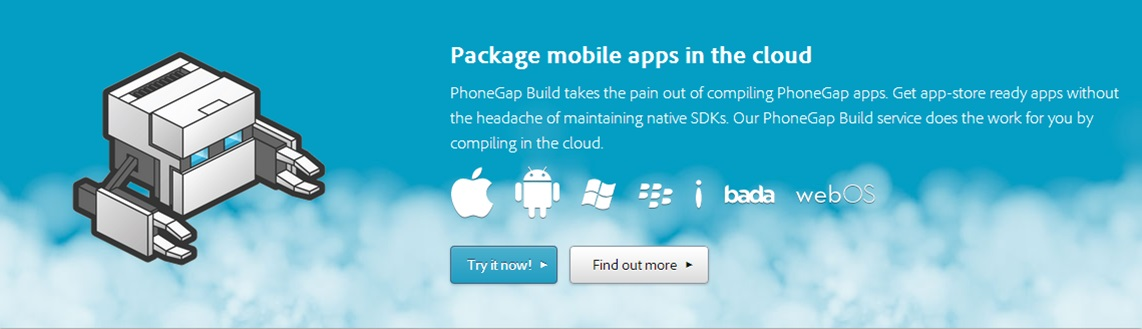 Package mobile apps in the cloud
PhoneGap Build takes the pain out of compiling PhoneGap apps. Get app-store ready apps without
the headache of maintaining native SDKs. Our PhoneGap Build service does the work for you by
compiling in the cloud.
bada webOS
Try it now! Find out more